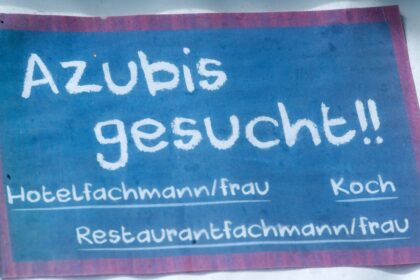 Azubis
gesucht!!
Hotelfachmann/frau Koch
Restaurantfachmann/frau